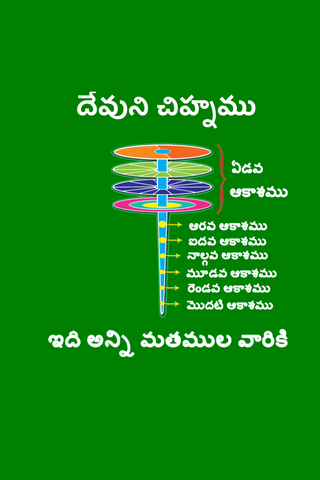 దేవుని చిహ్నము
ఏడవ
ఆకాశము
ఆరవ ఆకాశము
ఐదవ ఆకాశము
నాల్గవ ఆకాశము
మూడవ ఆకాశము
రెండవ ఆకాశము
మొదటి ఆకాశము
ఇది అన్ని మతముల వారికి